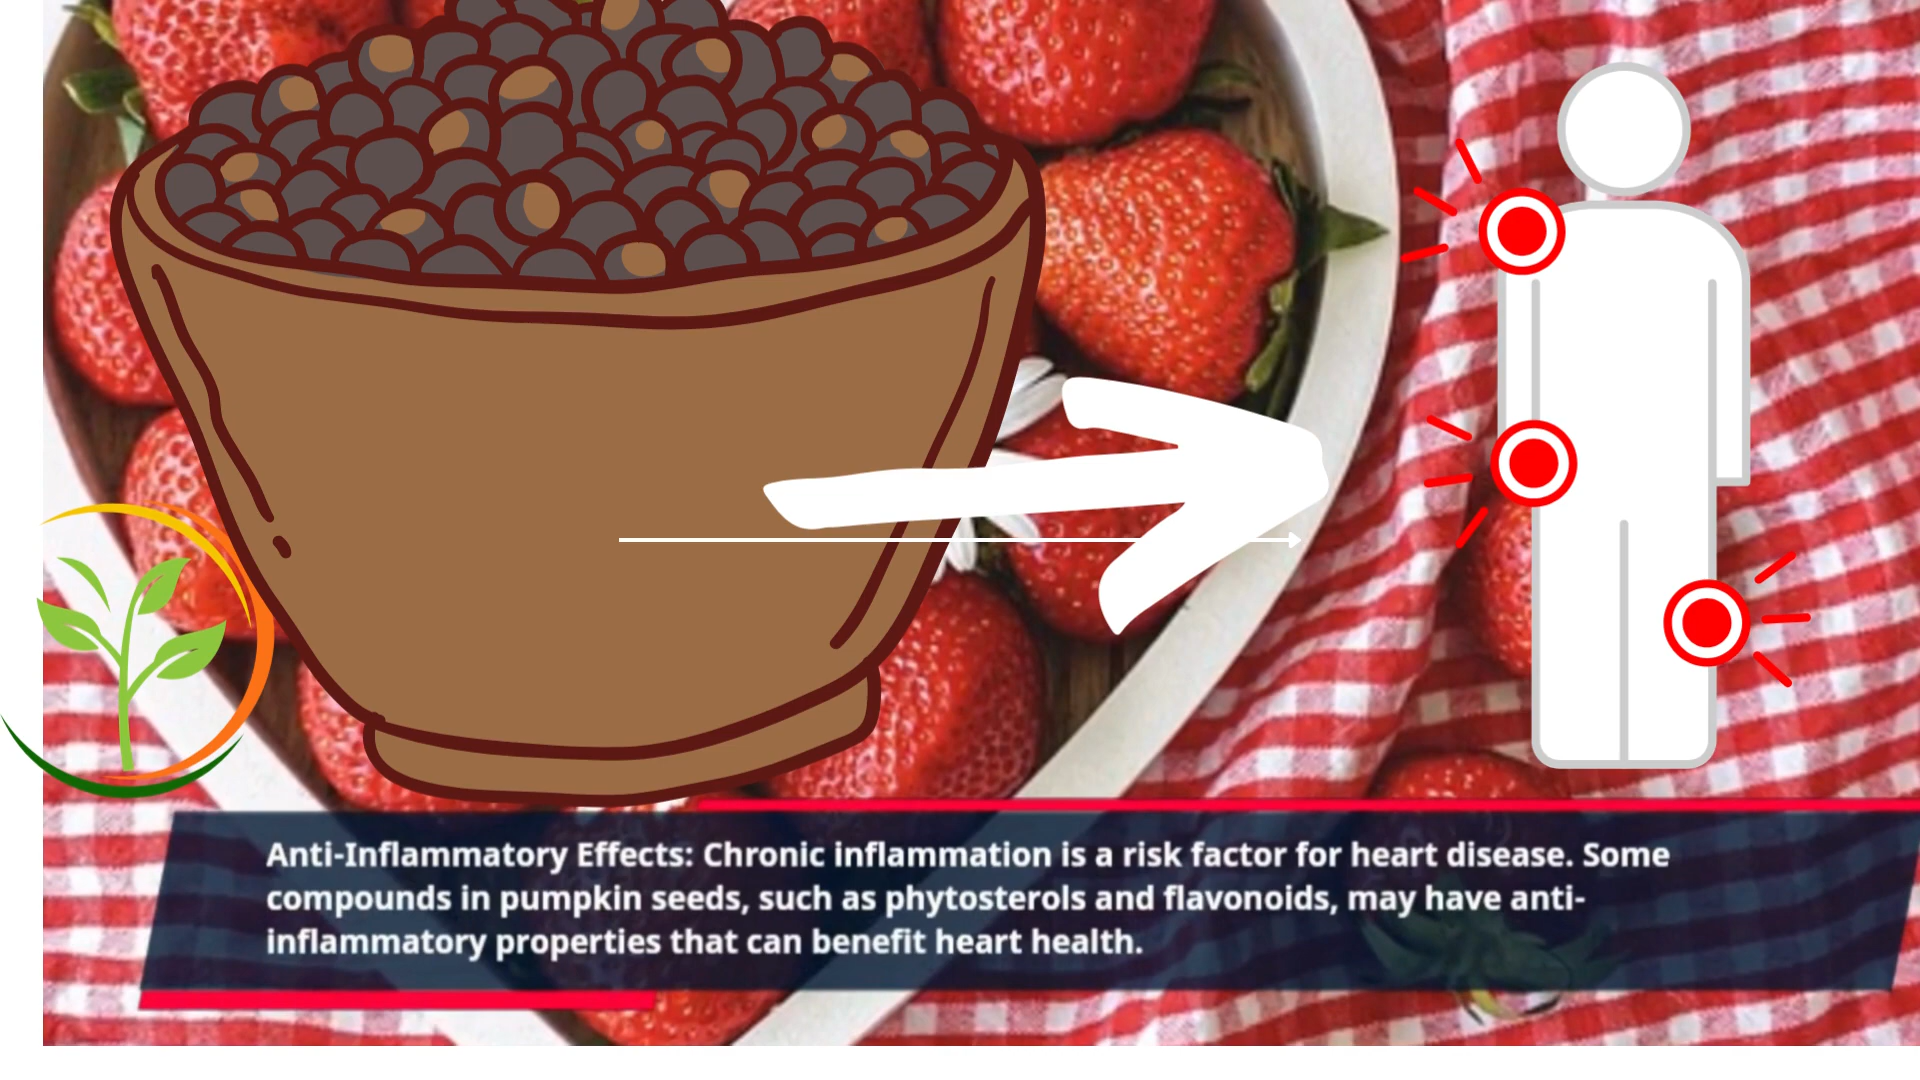 Anti-Inflammatory Effects: Chronic inflammation is a risk factor for heart disease. Some
compounds in pumpkin seeds, such as phytosterols and flavonoids, may have anti-
inflammatory properties that can benefit heart health.